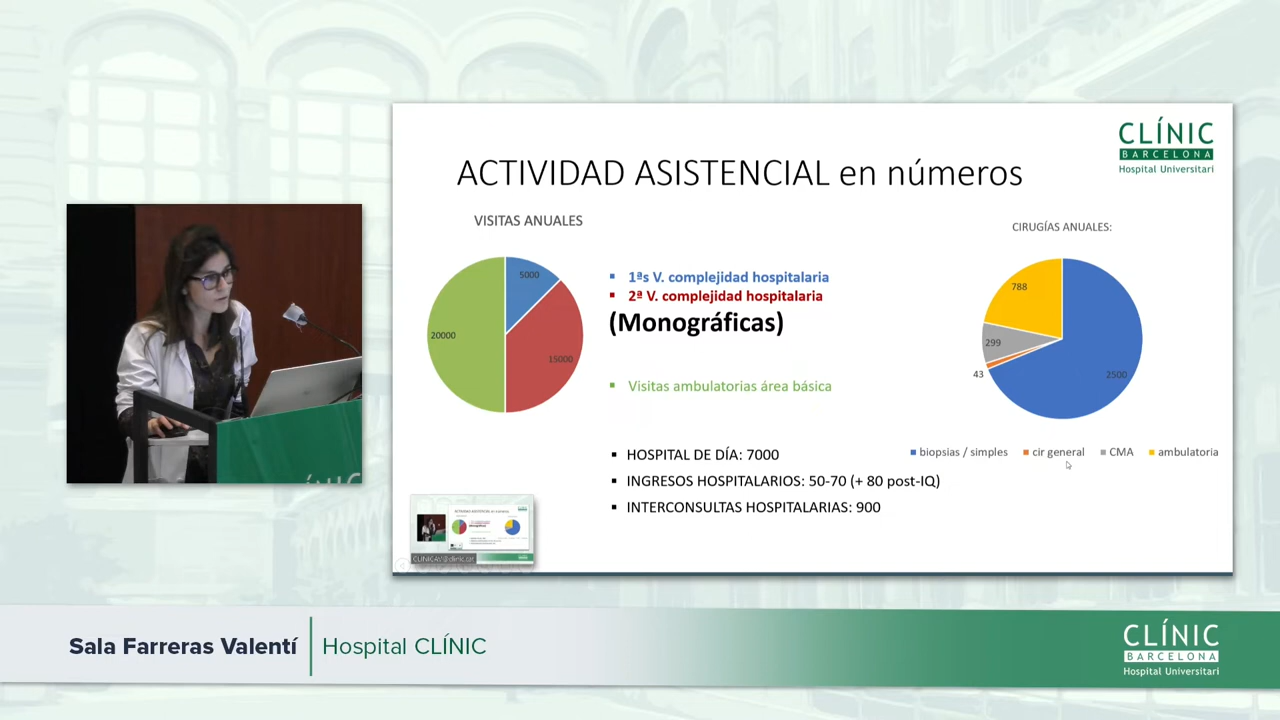 CLÍNIC
BARCELONA
Hospital Universitari
ACTIVIDAD ASISTENCIAL en números
VISITAS ANUALES
5000
15000
20000
1ªs V. complejidad hospitalaria
2ª V. complejidad hospitalaria
(Monográficas)
Visitas ambulatorias área básica
CIRUGÍAS ANUALES:
788
299
43
2500
biopsias / simples
cir general
CMA
ambulatoria
HOSPITAL DE DÍA: 7000
INGRESOS HOSPITALARIOS: 50-70 (+ 80 post-IQ)
INTERCONSULTAS HOSPITALARIAS: 900
Sala Farreras Valentí
Hospital CLÍNIC
CLÍNIC
BARCELONA
Hospital Universitari